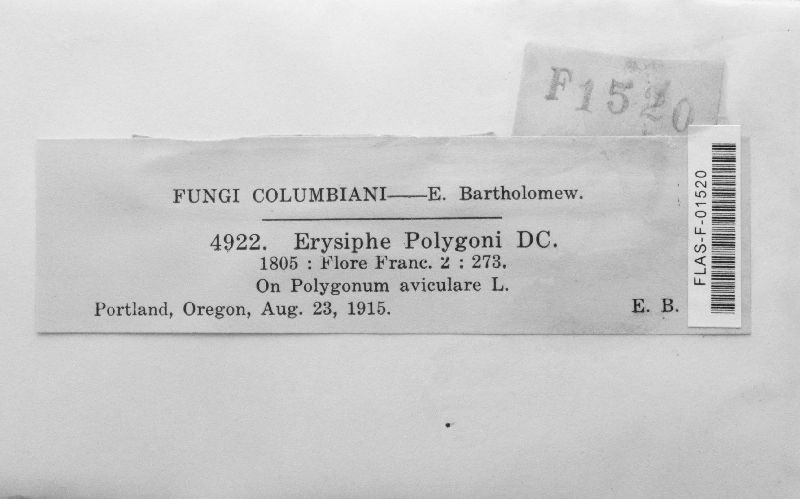 F1520
FUNGI COLUMBIANI——E. Bartholomew.
4922. Erysiphe Polygoni DC.
1805 : Flore Franc. 2 : 273.
On Polygonum aviculare L.
Portland, Oregon, Aug. 23, 1915. E. B.
FLAS-F-01520